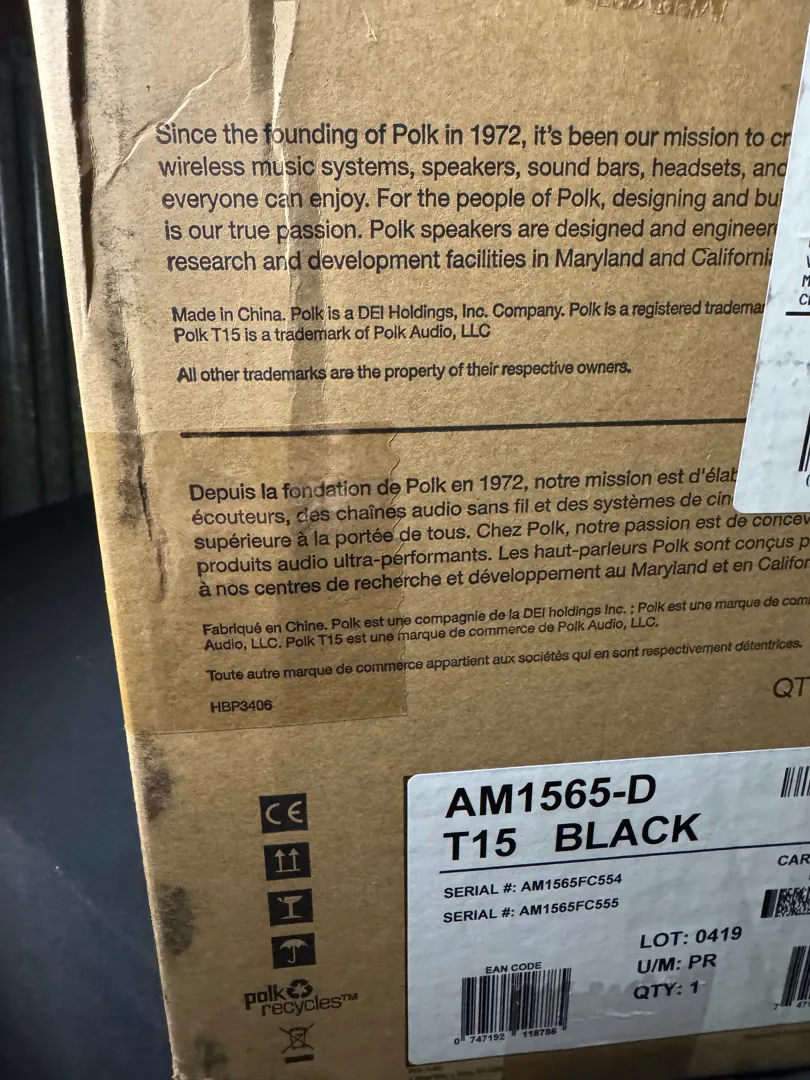 Since the founding of Polk in 1972, it's been our mission to cr
wireless music systems, speakers, sound bars, headsets, and
everyone can enjoy. For the people of Polk, designing and bui
is our true passion. Polk speakers are designed and engineer
research and development facilities in Maryland and Californi
Made in China. Polk is a DEI Holdings, Inc. Company. Polk is a registered trademar
Polk T15 is a trademark of Polk Audio, LLC
All other trademarks are the property of their respective owners.
Depuis la fondation de Polk en 1972, notre mission est d'élab
écouteurs, des chaînes audio sans fil et des systèmes de cin
supérieure à la portée de tous. Chez Polk, notre passion est de concev
produits audio ultra-performants. Les haut-parleurs Polk sont conçus p
à nos centres de recherche et développement au Maryland et en Califor
Fabriqué en Chine. Polk est une compagnie de la DEI holdings Inc. ; Polk est une marque de com
Audio, LLC. Polk T15 est une marque de commerce de Polk Audio, LLC.
Toute autre marque de commerce appartient aux sociétés qui en sont respectivement détentrices.
HBP3406
QT
CE
AM1565-D
T15 BLACK
CAR
SERIAL #: AM1565FC554
SERIAL #: AM1565FC555
LOT: 0419
U/M: PR
QTY: 1
EAN CODE
0 747192 118786
polk
recycles™